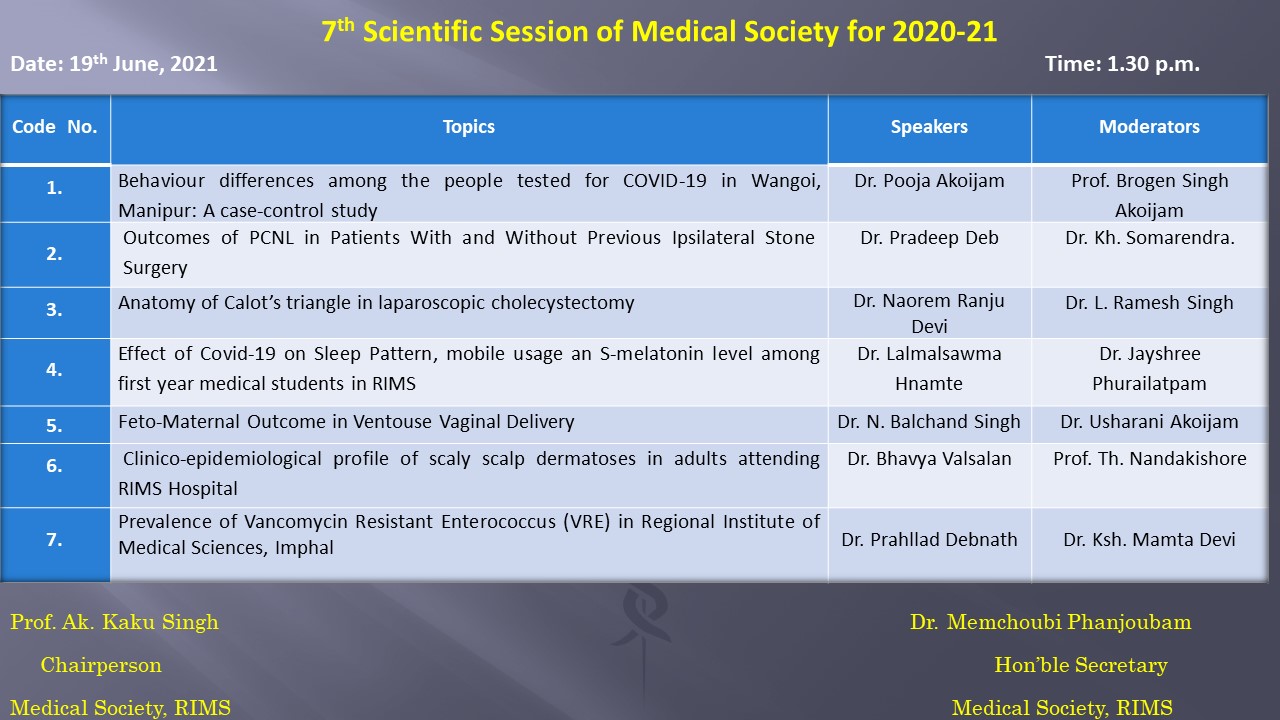 7th Scientific Session of Medical Society for 2020-21
Date: 19th June, 2021 Time: 1.30 p.m.
Code No. Topics Speakers Moderators
1. Behaviour differences among the people tested for COVID-19 in Wangoi, Dr. Pooja Akoijam Prof. Brogen Singh
Manipur: A case-control study Akoijam
2. Outcomes of PCNL in Patients With and Without Previous Ipsilateral Stone Dr. Pradeep Deb Dr. Kh. Somarendra.
Surgery
3. Anatomy of Calot’s triangle in laparoscopic cholecystectomy Dr. Naorem Ranju Dr. L. Ramesh Singh
Devi
4. Effect of Covid-19 on Sleep Pattern, mobile usage an S-melatonin level among Dr. Lalmalsawma Dr. Jayshree
first year medical students in RIMS Hnamte Phurailatpam
5. Feto-Maternal Outcome in Ventouse Vaginal Delivery Dr. N. Balchand Singh Dr. Usharani Akoijam
6. Clinico-epidemiological profile of scaly scalp dermatoses in adults attending Dr. Bhavya Valsalan Prof. Th. Nandakishore
RIMS Hospital
7. Prevalence of Vancomycin Resistant Enterococcus (VRE) in Regional Institute of Dr. Prahllad Debnath Dr. Ksh. Mamta Devi
Medical Sciences, Imphal
Prof. Ak. Kaku Singh Dr. Memchoubi Phanjoubam
Chairperson Hon’ble Secretary
Medical Society, RIMS Medical Society, RIMS